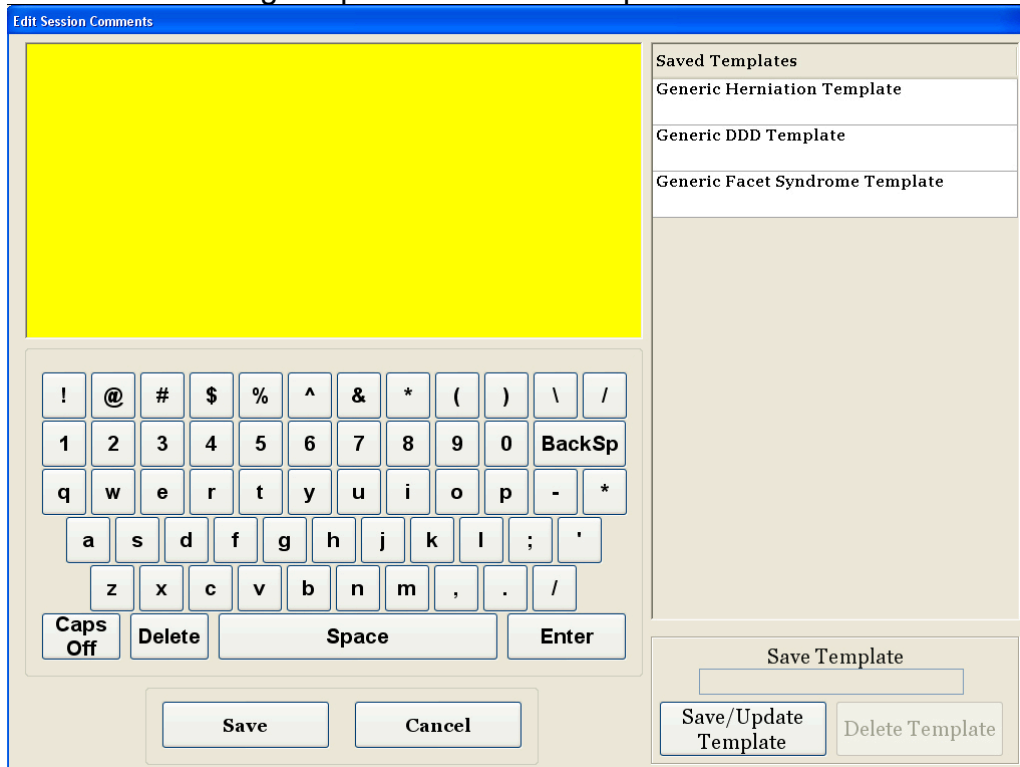 Edit Session Comments
Saved Templates
Generic Herniation Template
Generic DDD Template
Generic Facet Syndrome Template
! @ # $ % ^ & * ( ) \ /
1 2 3 4 5 6 7 8 9 0 BackSp
q w e r t y u i o p - *
a s d f g h j k l ; '
z x c v b n m , . /
Caps Off Delete Space Enter
Save Cancel
Save Template
Save/Update Template
Delete Template